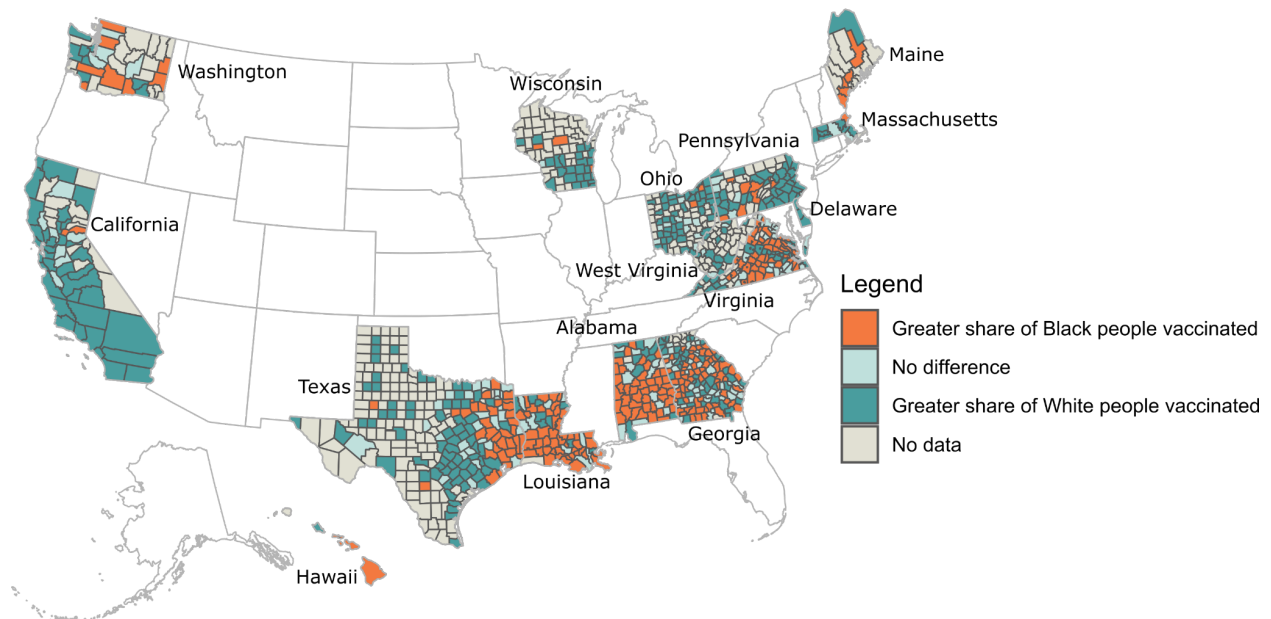 Washington
Wisconsin
Maine
Massachusetts
Pennsylvania
Ohio
California
Delaware
West Virginia
Virginia
Alabama
Texas
Georgia
Louisiana
Hawaii
Legend
Greater share of Black people vaccinated
No difference
Greater share of White people vaccinated
No data